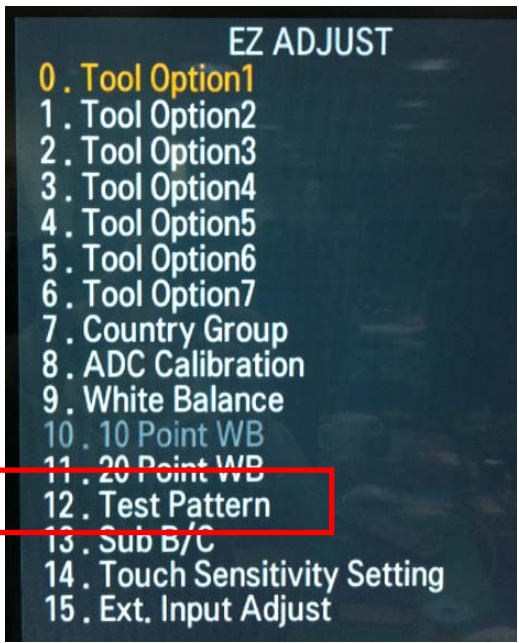 EZ ADJUST
0 . Tool Option1
1 . Tool Option2
2 . Tool Option3
3 . Tool Option4
4 . Tool Option5
5 . Tool Option6
6 . Tool Option7
7 . Country Group
8 . ADC Calibration
9 . White Balance
10 . 10 Point WB
11 . 20 Point WB
12 . Test Pattern
13 . Sub B/C
14 . Touch Sensitivity Setting
15 . Ext. Input Adjust